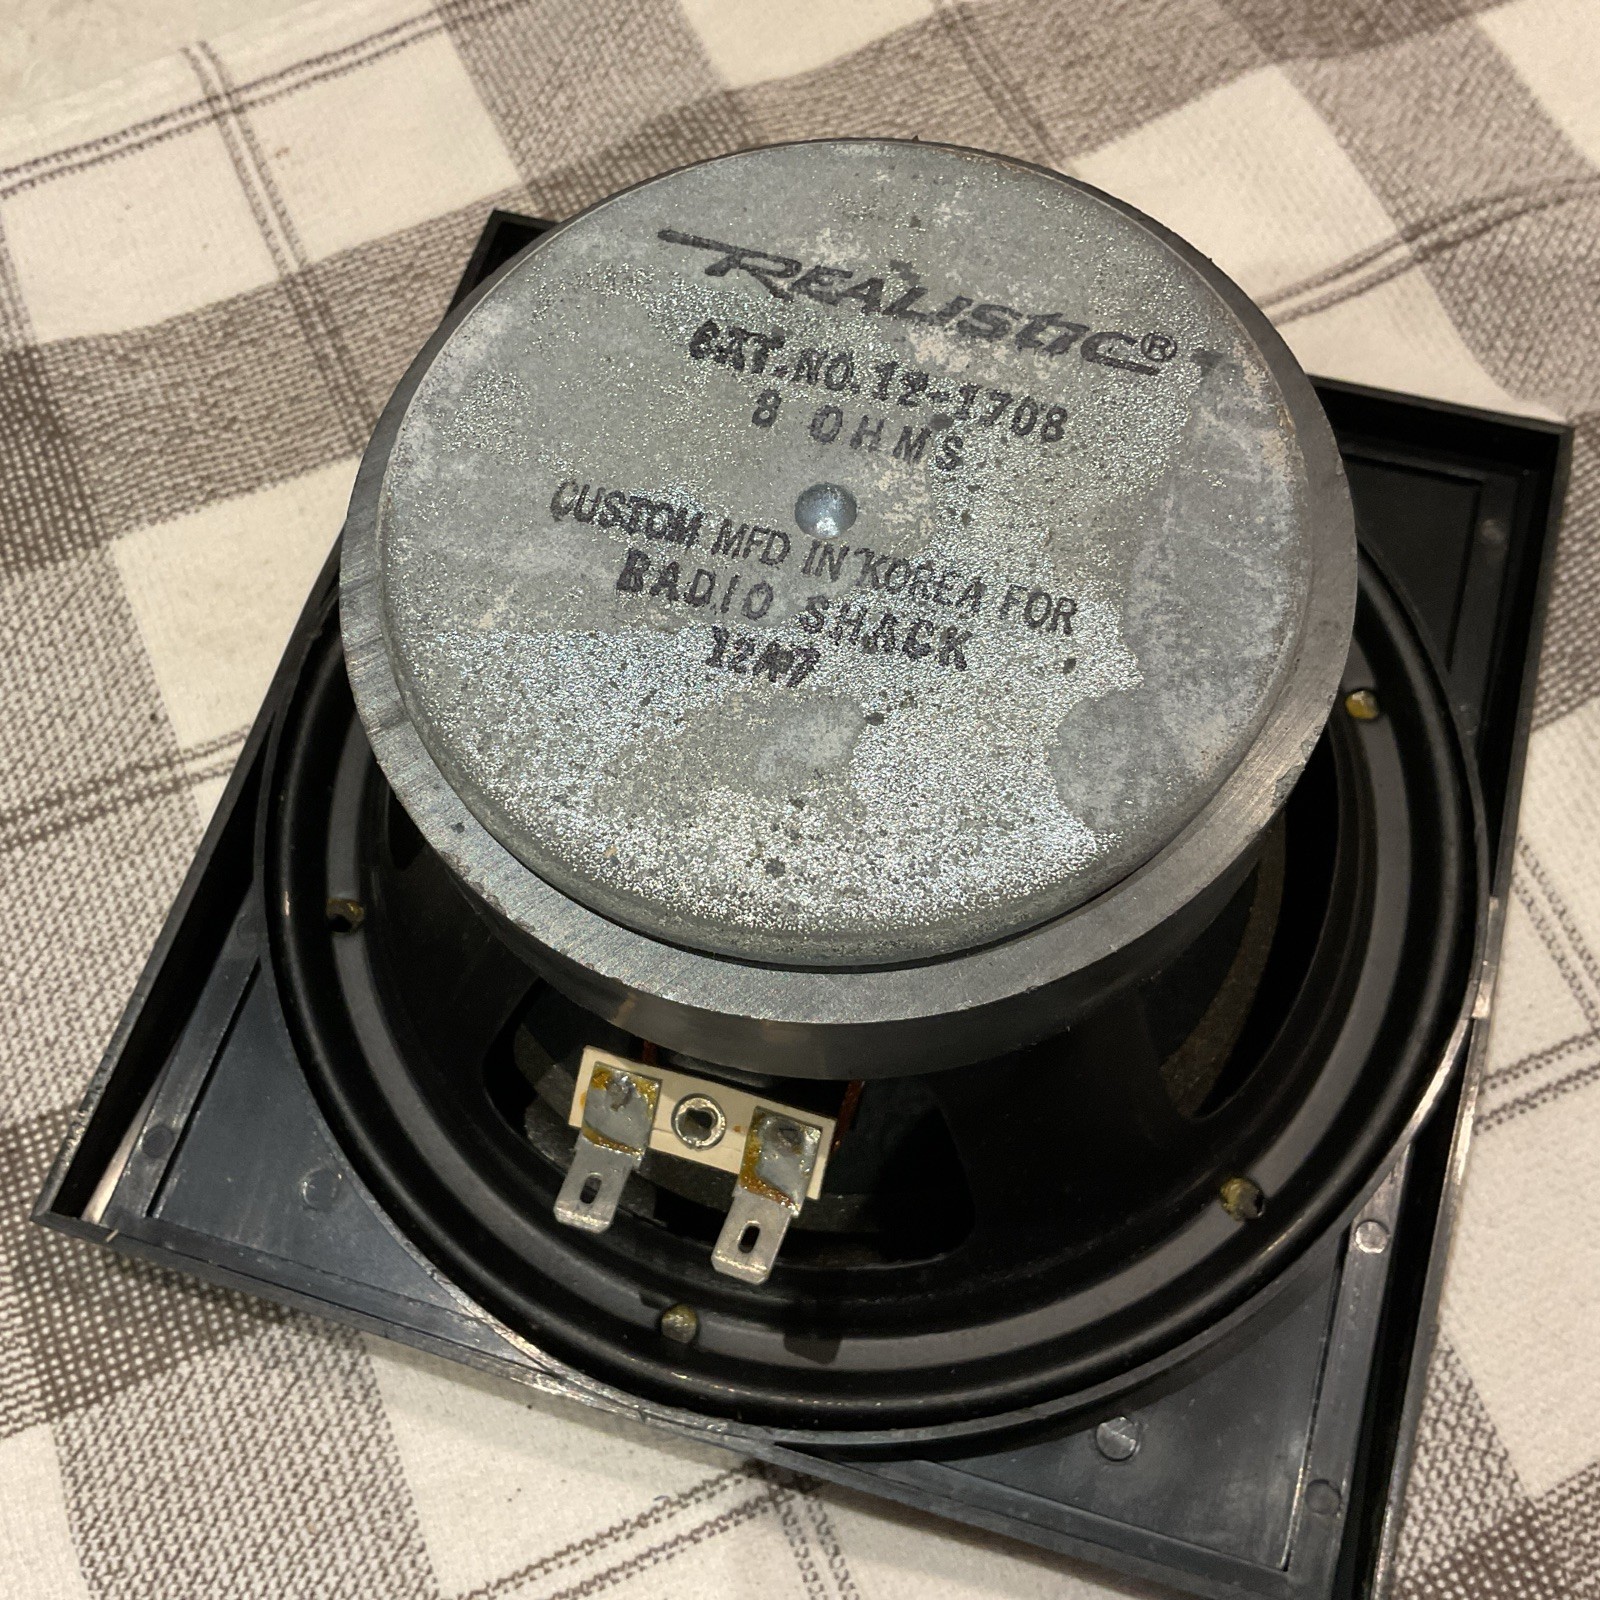 REALISTIC®
CAT.NO.12-1708
8 OHMS
CUSTOM MFD IN KOREA FOR
RADIO SHACK
12A7